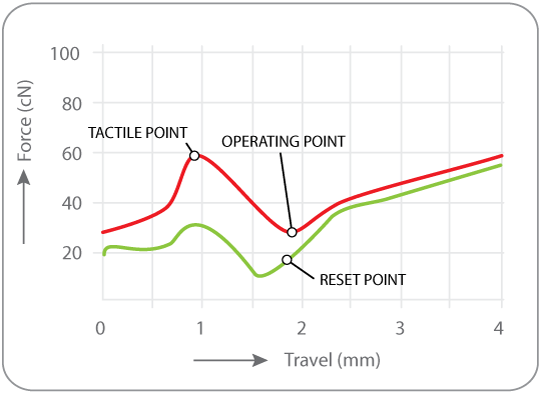 100
80
60
40
20
Force (cN)
TACTILE POINT
OPERATING POINT
RESET POINT
0 1 2 3 4
Travel (mm)